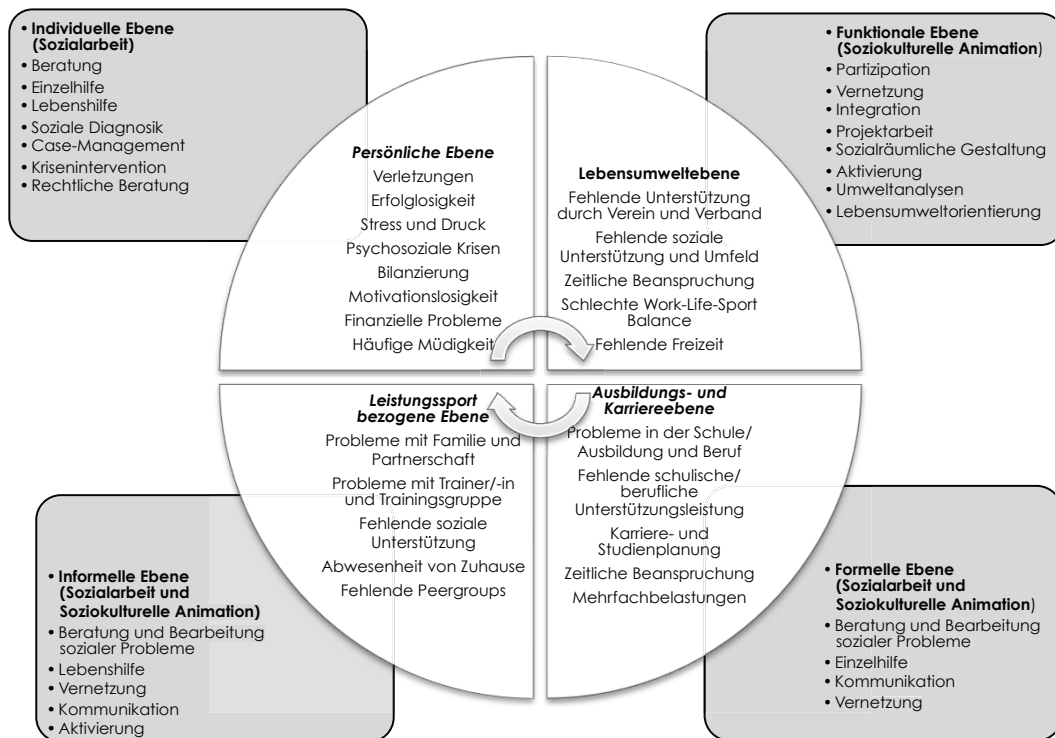 • Individuelle Ebene
(Sozialarbeit)
• Beratung
• Einzelhilfe
• Lebenshilfe
• Soziale Diagnosik
• Case-Management
• Krisenintervention
• Rechtliche Beratung
• Funktionale Ebene
(Soziokulturelle Animation)
• Partizipation
• Vernetzung
• Integration
• Projektarbeit
• Sozialräumliche Gestaltung
• Aktivierung
• Umweltanalysen
• Lebensumweltorientierung
Persönliche Ebene
Verletzungen
Erfolglosigkeit
Stress und Druck
Psychosoziale Krisen
Bilanzierung
Motivationslosigkeit
Finanzielle Probleme
Häufige Müdigkeit
Lebensumweltebene
Fehlende Unterstützung
durch Verein und Verband
Fehlende soziale
Unterstützung und Umfeld
Zeitliche Beanspruchung
Schlechte Work-Life-Sport
Balance
Fehlende Freizeit
Leistungssport
bezogene Ebene
Probleme mit Familie und
Partnerschaft
Probleme mit Trainer/-in
und Trainingsgruppe
Fehlende soziale
Unterstützung
Abwesenheit von Zuhause
Fehlende Peergroups
Ausbildungs- und
Karriereebene
Probleme in der Schule/
Ausbildung und Beruf
Fehlende schulische/
berufliche
Unterstützungsleistung
Karriere- und
Studienplanung
Zeitliche Beanspruchung
Mehrfachbelastungen
• Informelle Ebene
(Sozialarbeit und
Soziokulturelle Animation)
• Beratung und Bearbeitung
sozialer Probleme
• Lebenshilfe
• Vernetzung
• Kommunikation
• Aktivierung
• Formelle Ebene
(Sozialarbeit und
Soziokulturelle Animation)
• Beratung und Bearbeitung
sozialer Probleme
• Einzelhilfe
• Kommunikation
• Vernetzung